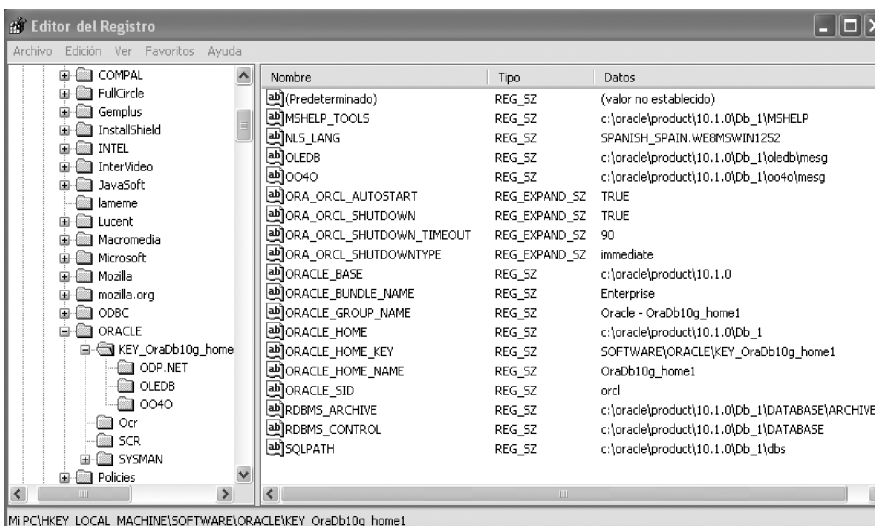 Editor del Registro
Archivo Edición Ver Favoritos Ayuda
COMPAL
FullCircle
Gemplus
InstallShield
INTEL
InterVideo
JavaSoft
lameme
Lucent
Macromedia
Microsoft
Mozilla
mozilla.org
ODBC
ORACLE
KEY_OraDb10g_home
ODP.NET
OLEDB
OO4O
Ocr
SCR
SYSMAN
Policies
Nombre Tipo Datos
(Predeterminado) REG_SZ (valor no establecido)
MSHELP_TOOLS REG_SZ c:\oracle\product\10.1.0\Db_1\MSHELP
NLS_LANG REG_SZ SPANISH_SPAIN.WE8MSWIN1252
OLEDB REG_SZ c:\oracle\product\10.1.0\Db_1\oledb\mesg
OO4O REG_SZ c:\oracle\product\10.1.0\Db_1\oo4o\mesg
ORA_ORCL_AUTOSTART REG_EXPAND_SZ TRUE
ORA_ORCL_SHUTDOWN REG_EXPAND_SZ TRUE
ORA_ORCL_SHUTDOWN_TIMEOUT REG_EXPAND_SZ 90
ORA_ORCL_SHUTDOWNTYPE REG_EXPAND_SZ immediate
ORACLE_BASE REG_SZ c:\oracle\product\10.1.0
ORACLE_BUNDLE_NAME REG_SZ Enterprise
ORACLE_GROUP_NAME REG_SZ Oracle - OraDb10g_home1
ORACLE_HOME REG_SZ c:\oracle\product\10.1.0\Db_1
ORACLE_HOME_KEY REG_SZ SOFTWARE\ORACLE\KEY_OraDb10g_home1
ORACLE_HOME_NAME REG_SZ OraDb10g_home1
ORACLE_SID REG_SZ orcl
RDBMS_ARCHIVE REG_SZ c:\oracle\product\10.1.0\Db_1\DATABASE\ARCHIVE
RDBMS_CONTROL REG_SZ c:\oracle\product\10.1.0\Db_1\DATABASE
SQLPATH REG_SZ c:\oracle\product\10.1.0\Db_1\dbs
Mi PC\HKEY_LOCAL_MACHINE\SOFTWARE\ORACLE\KEY_OraDb10g_home1